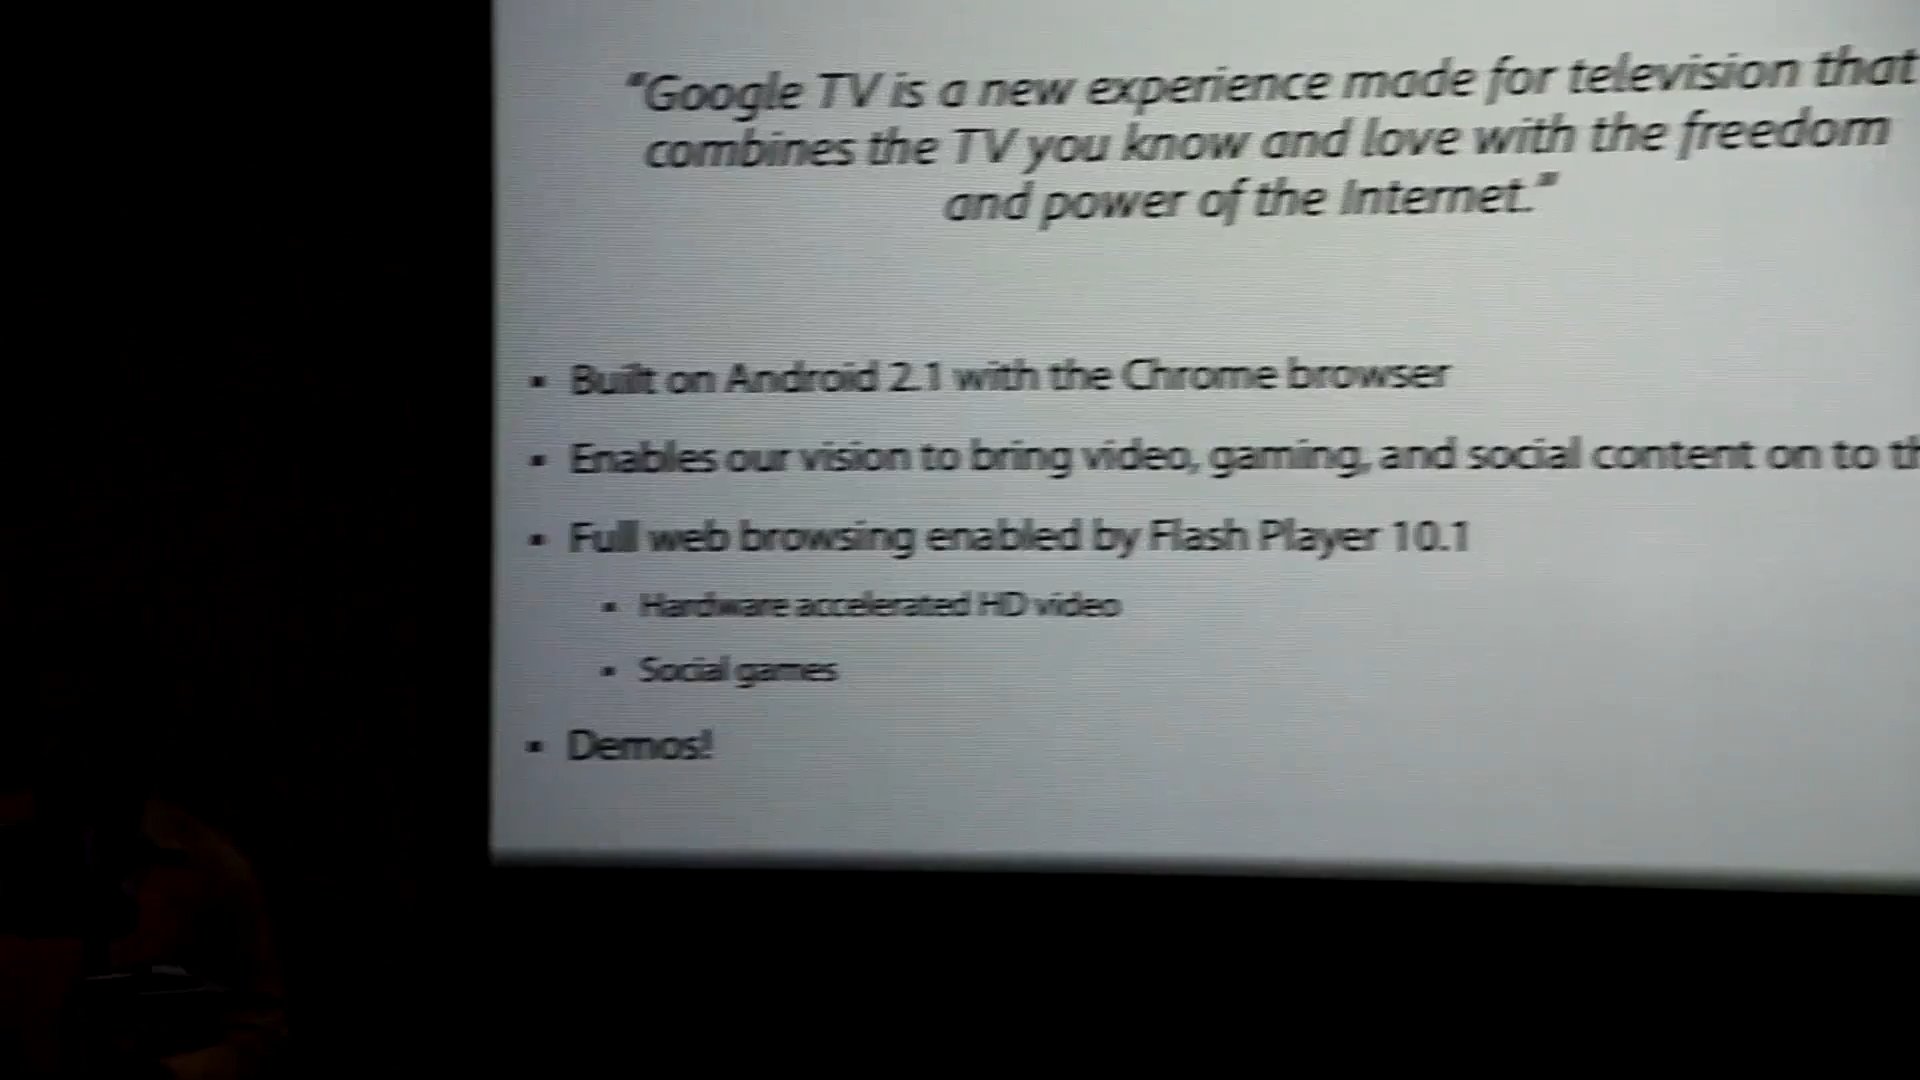 "Google TV is a new experience made for television that
combines the TV you know and love with the freedom
and power of the Internet."
▪ Built on Android 2.1 with the Chrome browser
▪ Enables our vision to bring video, gaming, and social content on to th
▪ Full web browsing enabled by Flash Player 10.1
▪ Hardware accelerated HD video
▪ Social games
▪ Demos!